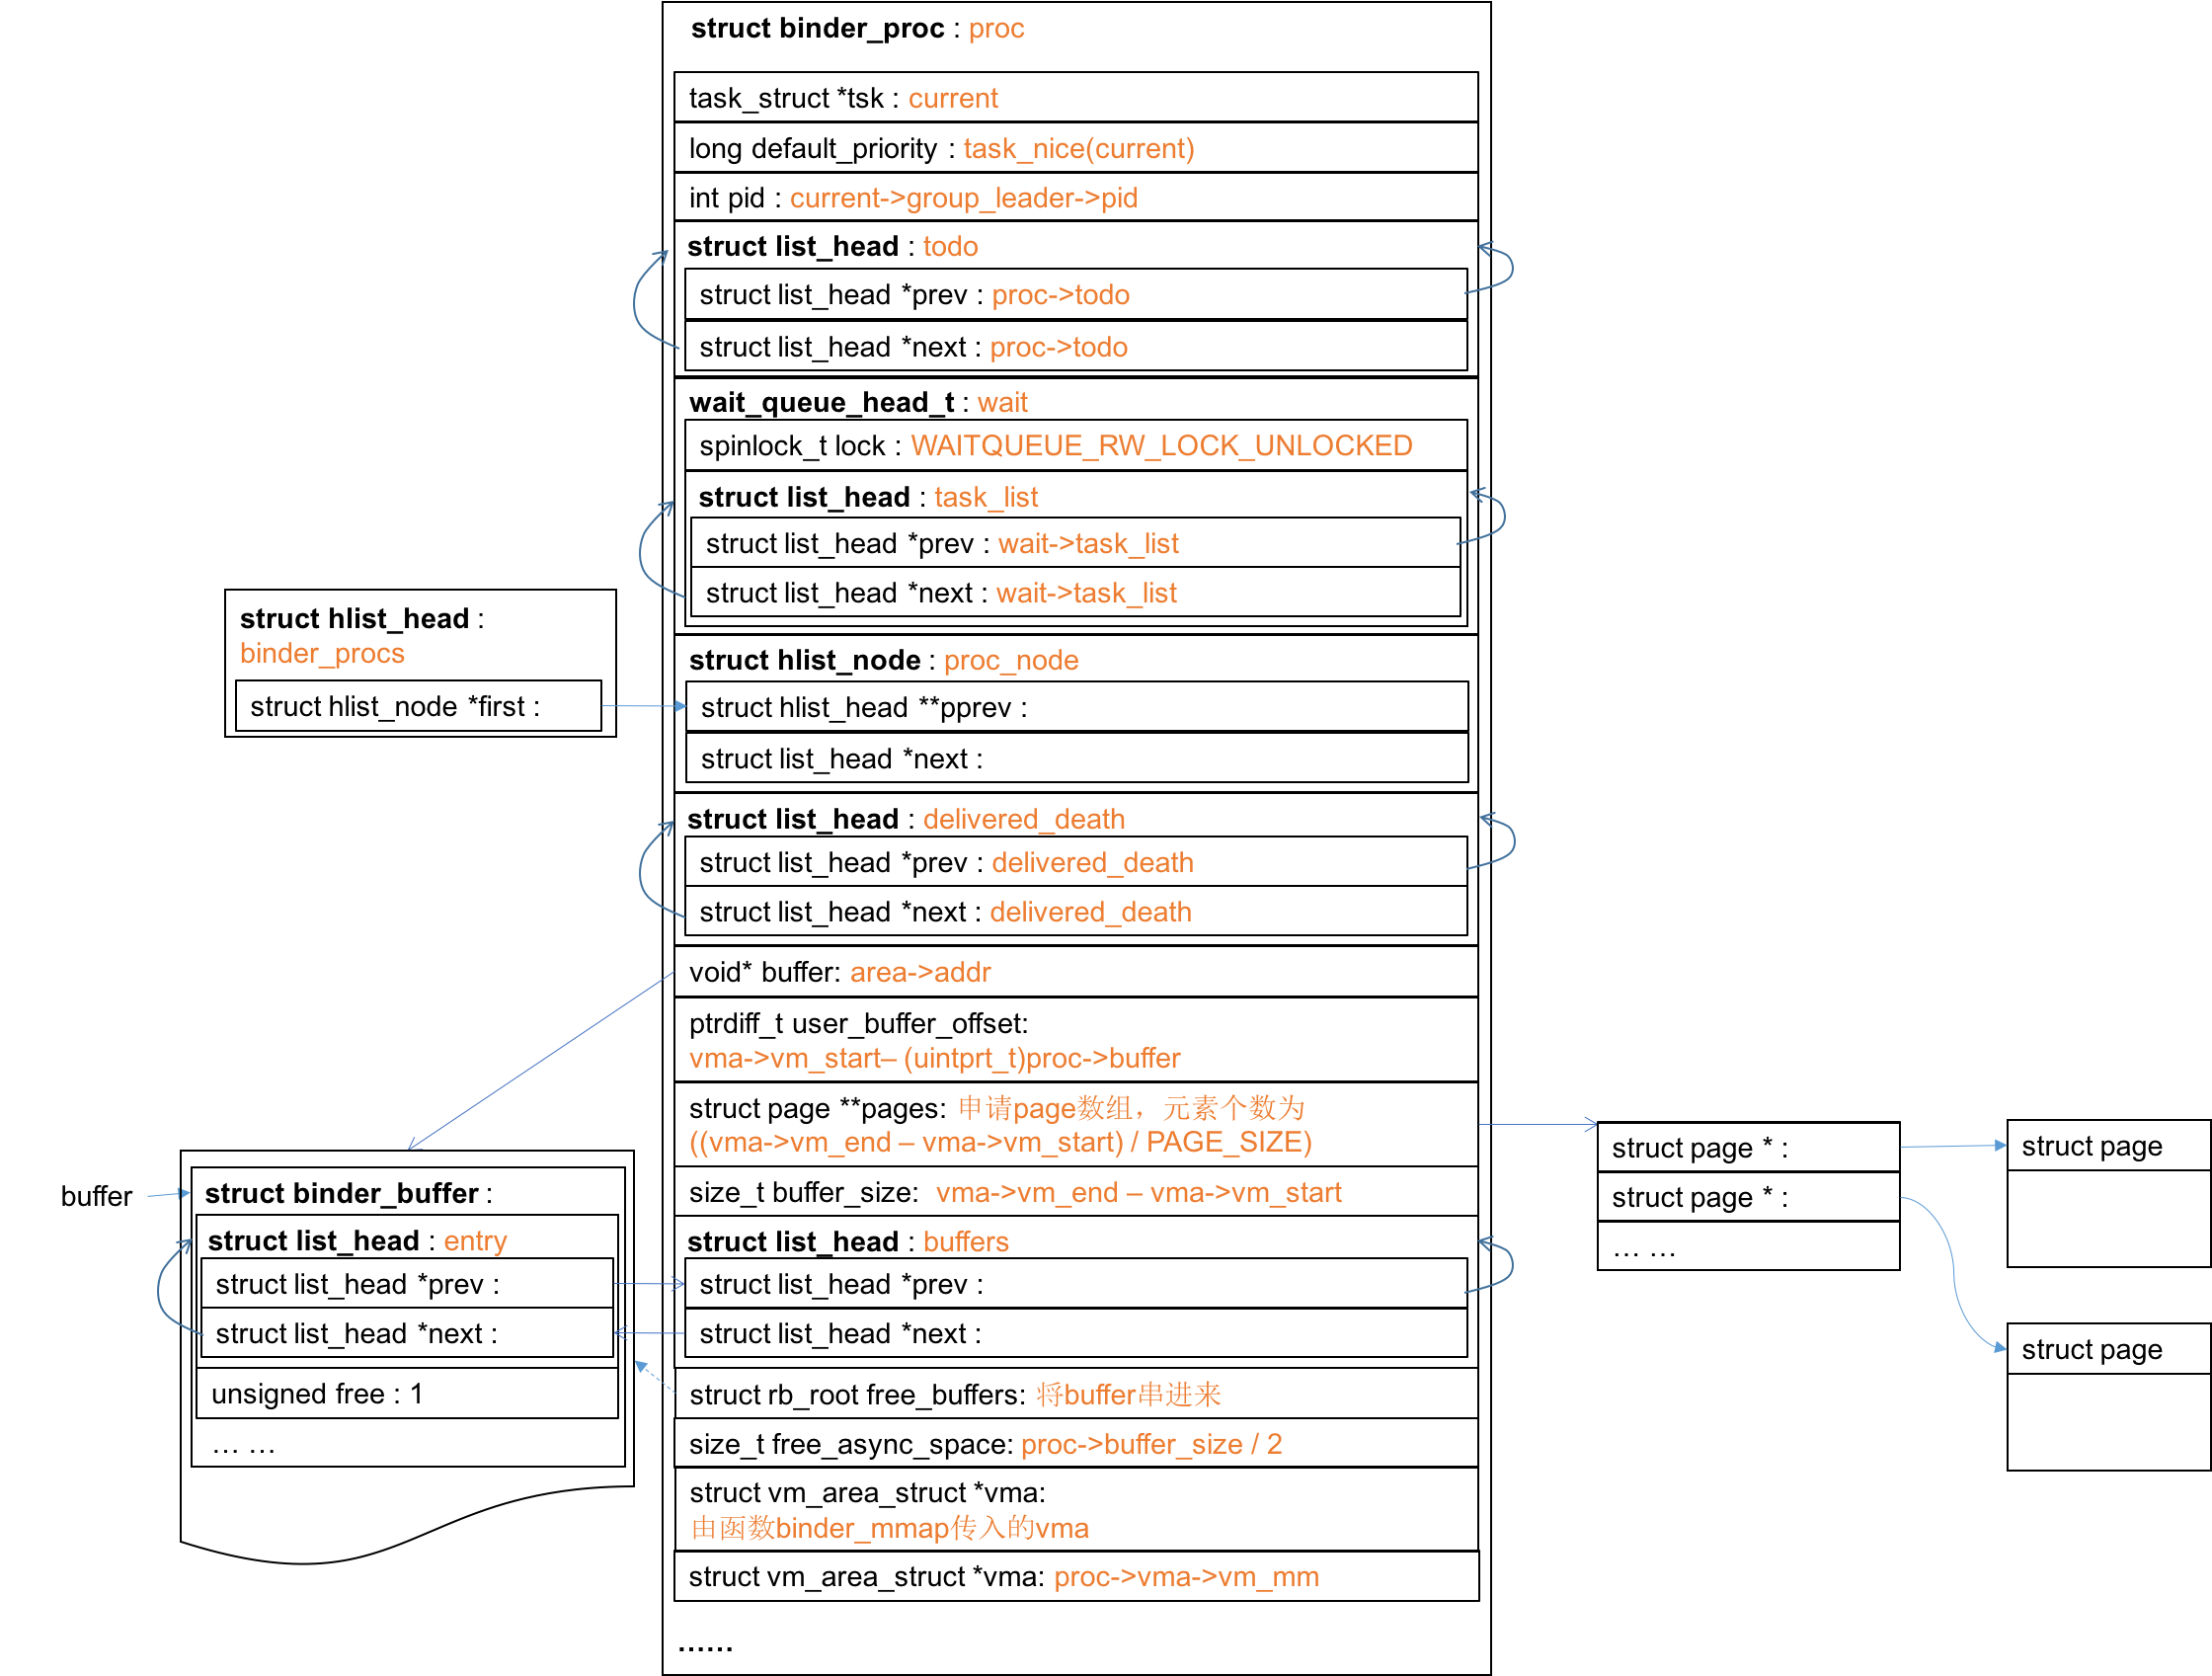 struct binder_proc : proc
task_struct *tsk : current
long default_priority : task_nice(current)
int pid : current->group_leader->pid
struct list_head : todo
struct list_head *prev : proc->todo
struct list_head *next : proc->todo
wait_queue_head_t : wait
spinlock_t lock : WAITQUEUE_RW_LOCK_UNLOCKED
struct list_head : task_list
struct list_head *prev : wait->task_list
struct list_head *next : wait->task_list
struct hlist_head :
binder_procs
struct hlist_node *first :
struct hlist_node : proc_node
struct hlist_head **pprev :
struct list_head *next :
struct list_head : delivered_death
struct list_head *prev : delivered_death
struct list_head *next : delivered_death
void* buffer: area->addr
ptrdiff_t user_buffer_offset:
vma->vm_start– (uintprt_t)proc->buffer
struct page **pages: 申请page数组，元素个数为
((vma->vm_end – vma->vm_start) / PAGE_SIZE)
size_t buffer_size: vma->vm_end – vma->vm_start
struct list_head : buffers
struct list_head *prev :
struct list_head *next :
struct rb_root free_buffers: 将buffer串进来
size_t free_async_space: proc->buffer_size / 2
struct vm_area_struct *vma:
由函数binder_mmap传入的vma
struct vm_area_struct *vma: proc->vma->vm_mm
……
buffer
struct binder_buffer :
struct list_head : entry
struct list_head *prev :
struct list_head *next :
unsigned free : 1
… …
struct page * :
struct page * :
… …
struct page
struct page